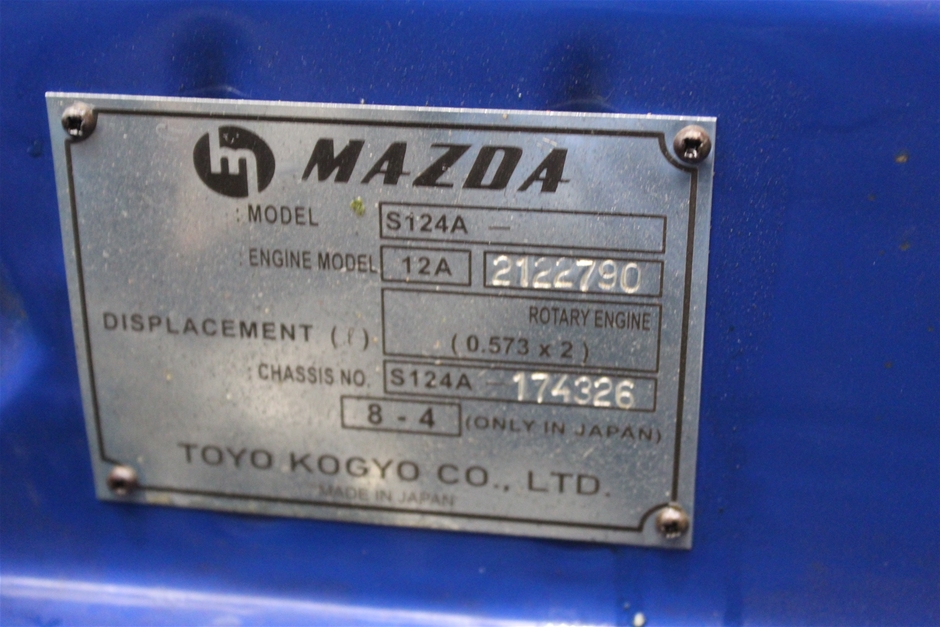 m MAZDA
: MODEL S124A —
: ENGINE MODEL 12A 2122790
ROTARY ENGINE
DISPLACEMENT (ℓ) (0.573 x 2)
: CHASSIS NO. S124A — 174326
8 - 4 (ONLY IN JAPAN)
TOYO KOGYO CO., LTD.
MADE IN JAPAN